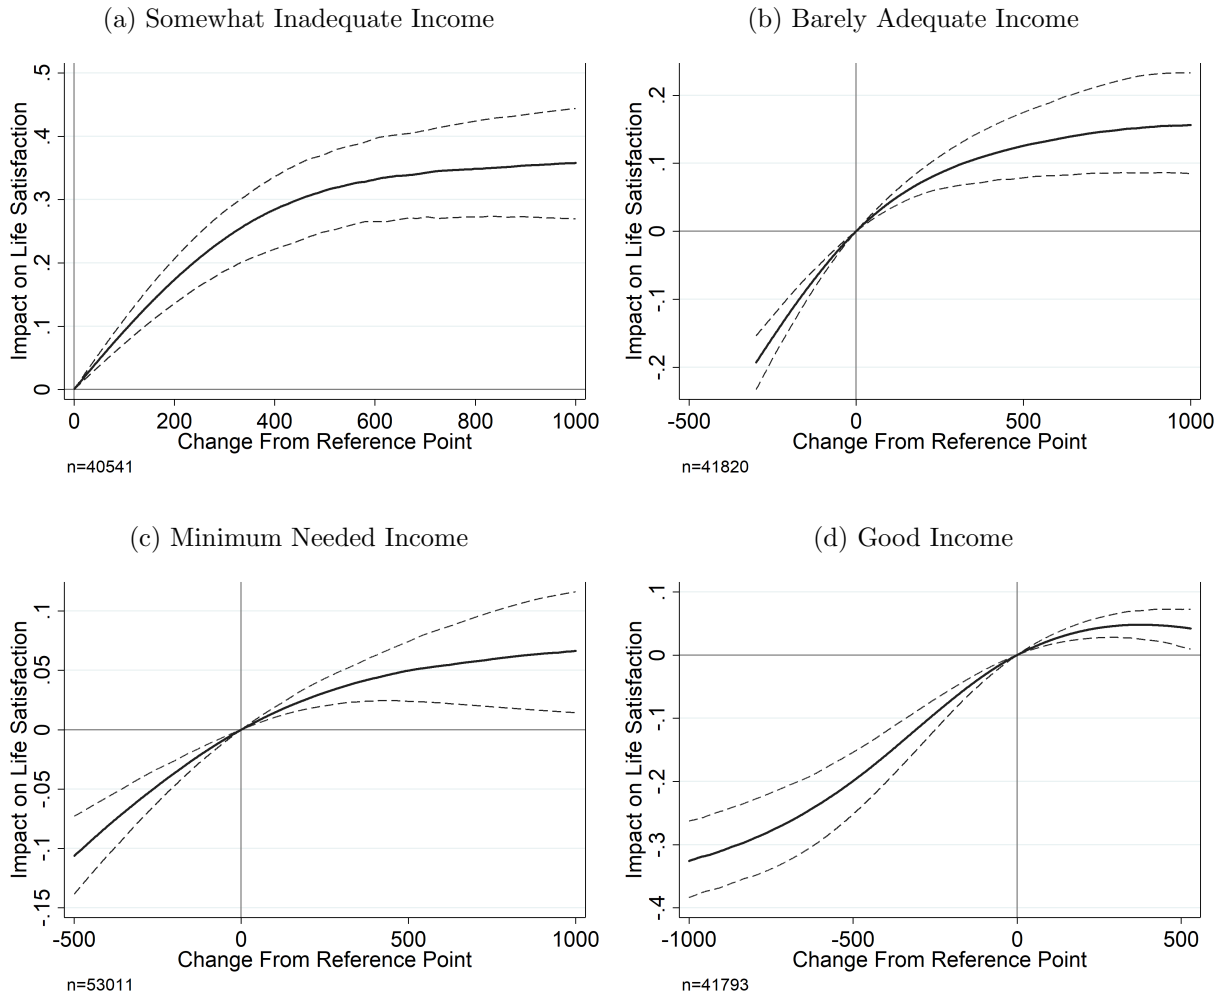 (a) Somewhat Inadequate Income
Impact on Life Satisfaction
.5
.4
.3
.2
.1
0
0 200 400 600 800 1000
Change From Reference Point
n=40541
(b) Barely Adequate Income
Impact on Life Satisfaction
.2
.1
0
-.1
-.2
-500 0 500 1000
Change From Reference Point
n=41820
(c) Minimum Needed Income
Impact on Life Satisfaction
.1
.05
0
-.05
-.1
-.15
-500 0 500 1000
Change From Reference Point
n=53011
(d) Good Income
Impact on Life Satisfaction
.1
0
-.1
-.2
-.3
-.4
-1000 -500 0 500
Change From Reference Point
n=41793